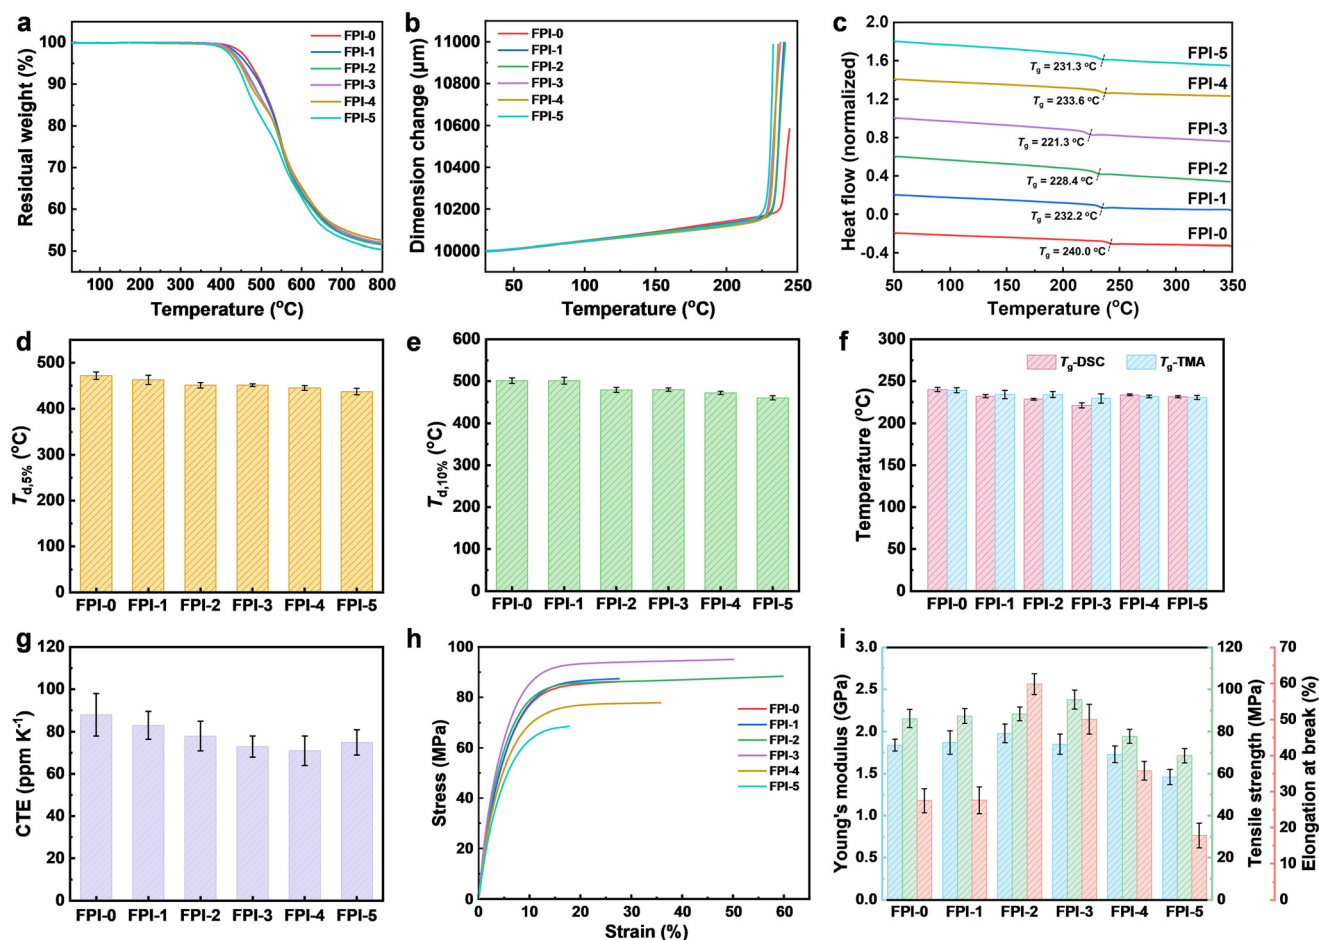 a
Residual weight (%)
100
90
80
70
60
50
100 200 300 400 500 600 700 800
Temperature (°C)
FPI-0
FPI-1
FPI-2
FPI-3
FPI-4
FPI-5
b
Dimension change (μm)
11000
10800
10600
10400
10200
10000
50 100 150 200 250
Temperature (°C)
FPI-0
FPI-1
FPI-2
FPI-3
FPI-4
FPI-5
c
Heat flow (normalized)
2.0
1.6
1.2
0.8
0.4
0.0
-0.4
FPI-5
Tg = 231.3 °C
FPI-4
Tg = 233.6 °C
FPI-3
Tg = 221.3 °C
FPI-2
Tg = 228.4 °C
FPI-1
Tg = 232.2 °C
FPI-0
Tg = 240.0 °C
50 100 150 200 250 300 350
Temperature (°C)
d
Td,5% (°C)
500
400
300
200
100
0
FPI-0 FPI-1 FPI-2 FPI-3 FPI-4 FPI-5
e
Td,10% (°C)
600
500
400
300
200
100
0
FPI-0 FPI-1 FPI-2 FPI-3 FPI-4 FPI-5
f
Temperature (°C)
300
250
200
150
100
50
0
Tg-DSC Tg-TMA
FPI-0 FPI-1 FPI-2 FPI-3 FPI-4 FPI-5
g
CTE (ppm K-1)
120
100
80
60
40
20
0
FPI-0 FPI-1 FPI-2 FPI-3 FPI-4 FPI-5
h
Stress (MPa)
100
80
60
40
20
0
0 10 20 30 40 50 60
Strain (%)
FPI-0
FPI-1
FPI-2
FPI-3
FPI-4
FPI-5
i
Young's modulus (GPa)
3.0
2.5
2.0
1.5
1.0
0.5
0.0
FPI-0 FPI-1 FPI-2 FPI-3 FPI-4 FPI-5
120
100
80
60
40
20
0
Tensile strength (MPa)
70
60
50
40
30
20
10
0
Elongation at break (%)